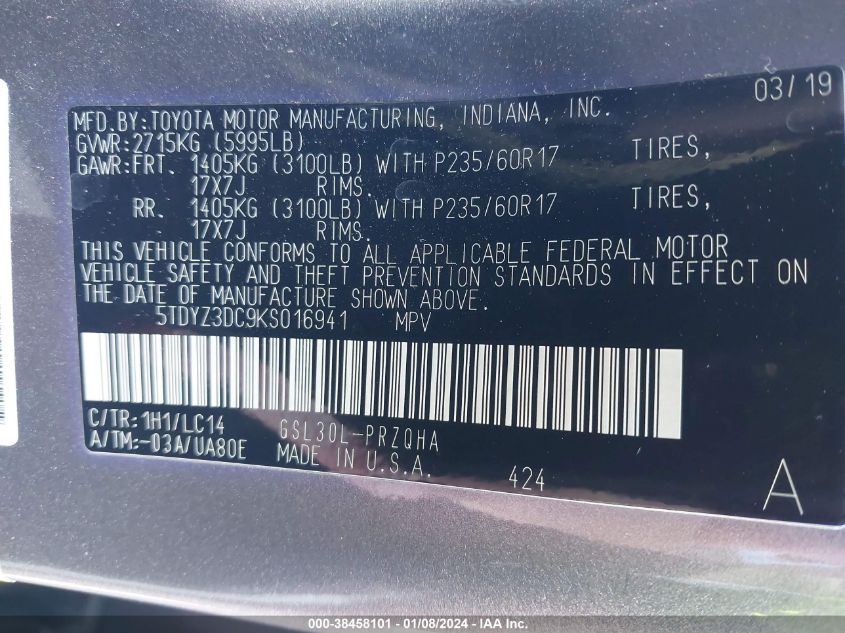 03/19
MFD.BY:TOYOTA MOTOR MANUFACTURING, INDIANA, INC.
GVWR:2715KG (5995LB)
GAWR:FRT. 1405KG (3100LB) WITH P235/60R17 TIRES,
17X7J RIMS.
RR. 1405KG (3100LB) WITH P235/60R17 TIRES,
17X7J RIMS.
THIS VEHICLE CONFORMS TO ALL APPLICABLE FEDERAL MOTOR
VEHICLE SAFETY AND THEFT PREVENTION STANDARDS IN EFFECT ON
THE DATE OF MANUFACTURE SHOWN ABOVE.
5TDYZ3DC9KS016941 MPV
C/TR:1H1/LC14 GSL30L-PRZQHA
A/TM:-03A/UA80E MADE IN U.S.A. 424
A
000-38458101 - 01/08/2024 - IAA Inc.